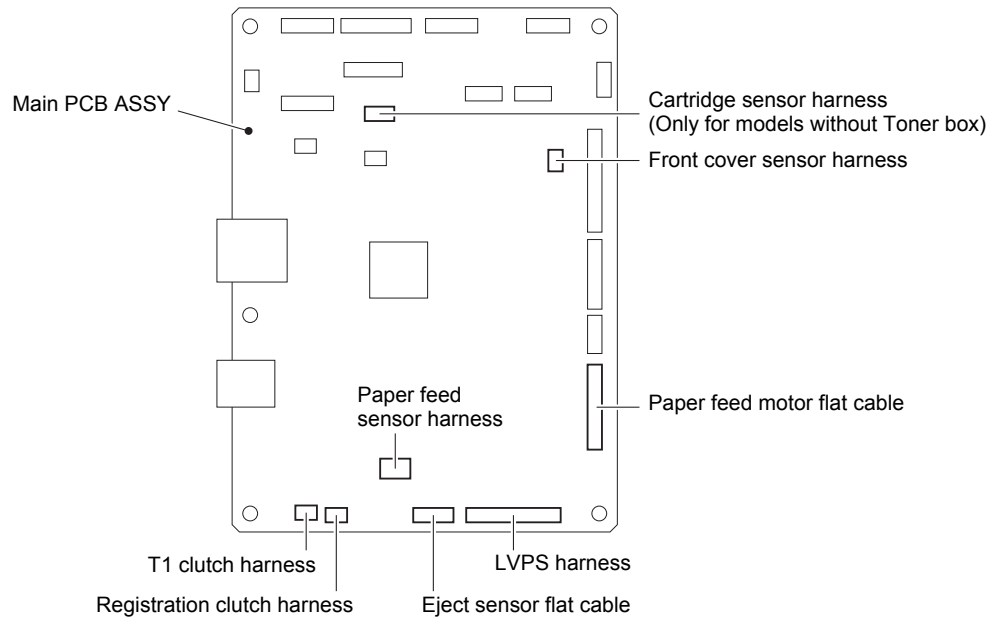 Main PCB ASSY
Cartridge sensor harness
(Only for models without Toner box)
Front cover sensor harness
Paper feed
sensor harness
Paper feed motor flat cable
T1 clutch harness
LVPS harness
Registration clutch harness
Eject sensor flat cable